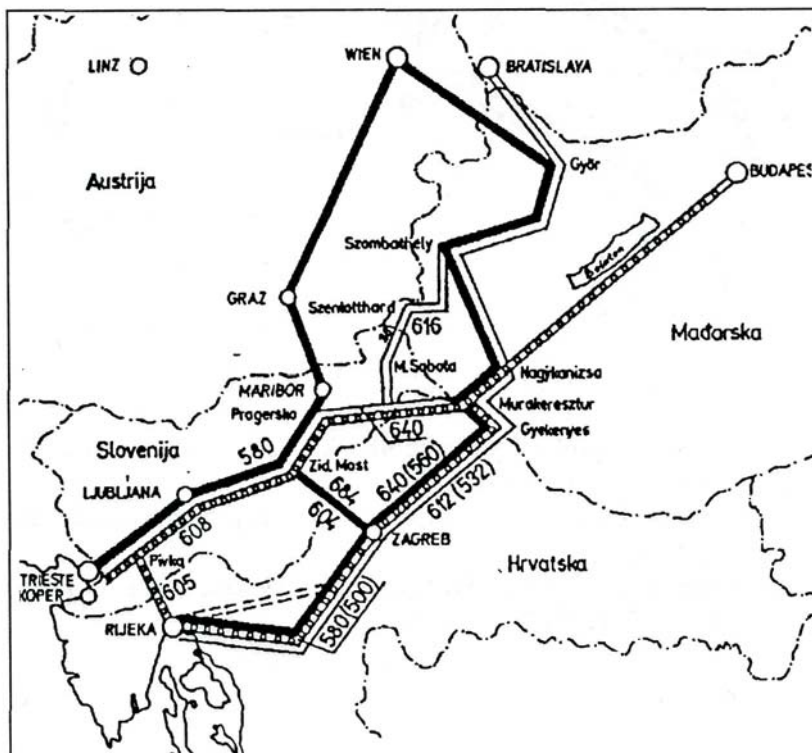 WIEN
LINZ
BRATISLAVA
Austrija
Győr
BUDAPES
Szombathely
Balaton
GRAZ
Szentotthard
616
Mađarska
M. Sobota
Nagykanizsa
MARIBOR
Pragersko
Murakeresztur
640
Gyekenyes
Slovenija
580
Zid. Most
640(560)
684
604
612(532)
LJUBLJANA
608
ZAGREB
Hrvatska
Pivka
TRIESTE
605
KOPER
580(500)
RIJEKA